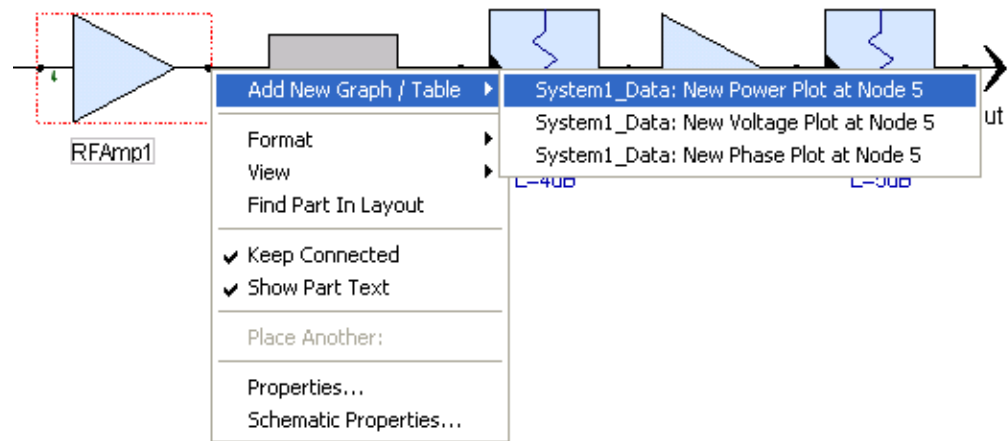 RFAmp1
Add New Graph / Table
Format
View
Find Part In Layout
Keep Connected
Show Part Text
Place Another:
Properties...
Schematic Properties...
System1_Data: New Power Plot at Node 5
System1_Data: New Voltage Plot at Node 5
System1_Data: New Phase Plot at Node 5
ut